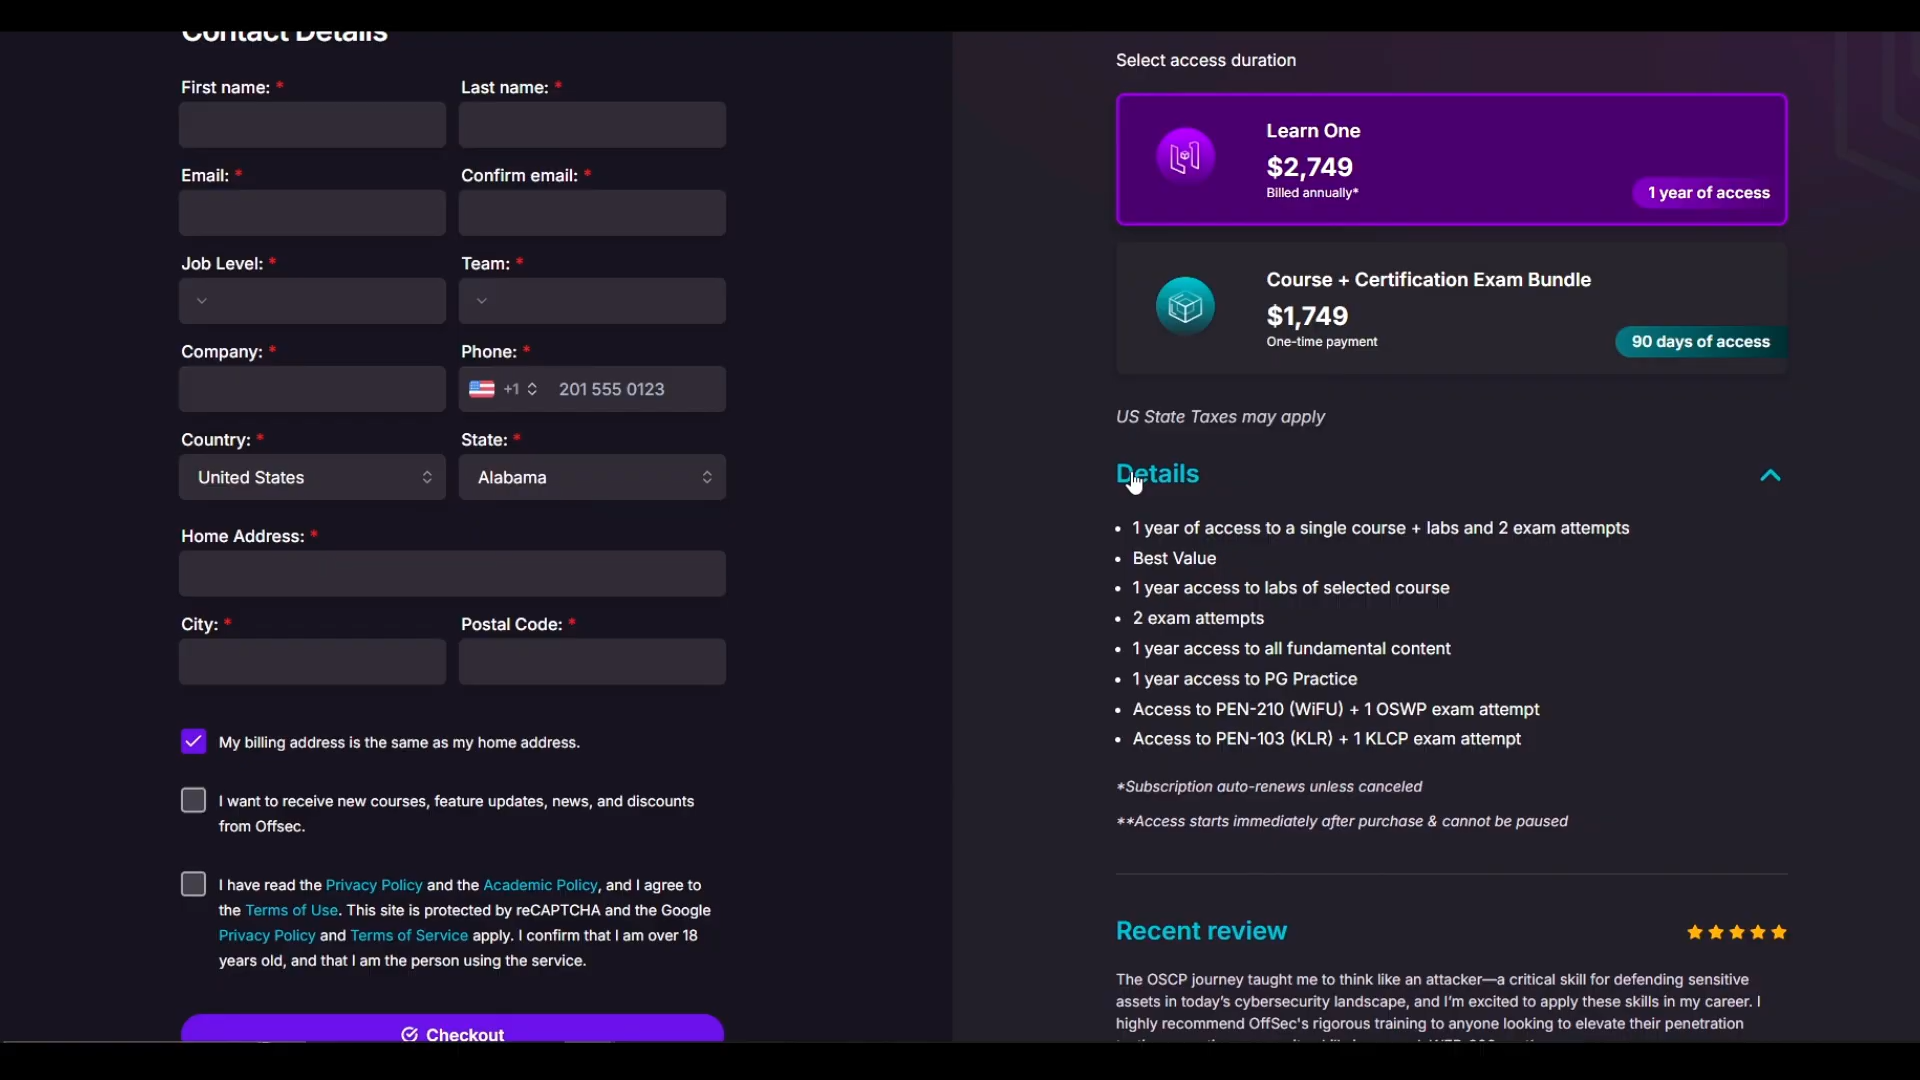 Contact Details
First name: *
Last name: *
Email: *
Confirm email: *
Job Level: *
Team: *
Company: *
Phone: *
+1 201 555 0123
Country: *
State: *
United States
Alabama
Home Address: *
City: *
Postal Code: *
My billing address is the same as my home address.
I want to receive new courses, feature updates, news, and discounts
from Offsec.
I have read the Privacy Policy and the Academic Policy, and I agree to
the Terms of Use. This site is protected by reCAPTCHA and the Google
Privacy Policy and Terms of Service apply. I confirm that I am over 18
years old, and that I am the person using the service.
Checkout
Select access duration
Learn One
$2,749
Billed annually*
1 year of access
Course + Certification Exam Bundle
$1,749
One-time payment
90 days of access
US State Taxes may apply
Details
• 1 year of access to a single course + labs and 2 exam attempts
• Best Value
• 1 year access to labs of selected course
• 2 exam attempts
• 1 year access to all fundamental content
• 1 year access to PG Practice
• Access to PEN-210 (WiFU) + 1 OSWP exam attempt
• Access to PEN-103 (KLR) + 1 KLCP exam attempt
*Subscription auto-renews unless canceled
**Access starts immediately after purchase & cannot be paused
Recent review
The OSCP journey taught me to think like an attacker—a critical skill for defending sensitive
assets in today's cybersecurity landscape, and I'm excited to apply these skills in my career. I
highly recommend OffSec's rigorous training to anyone looking to elevate their penetration